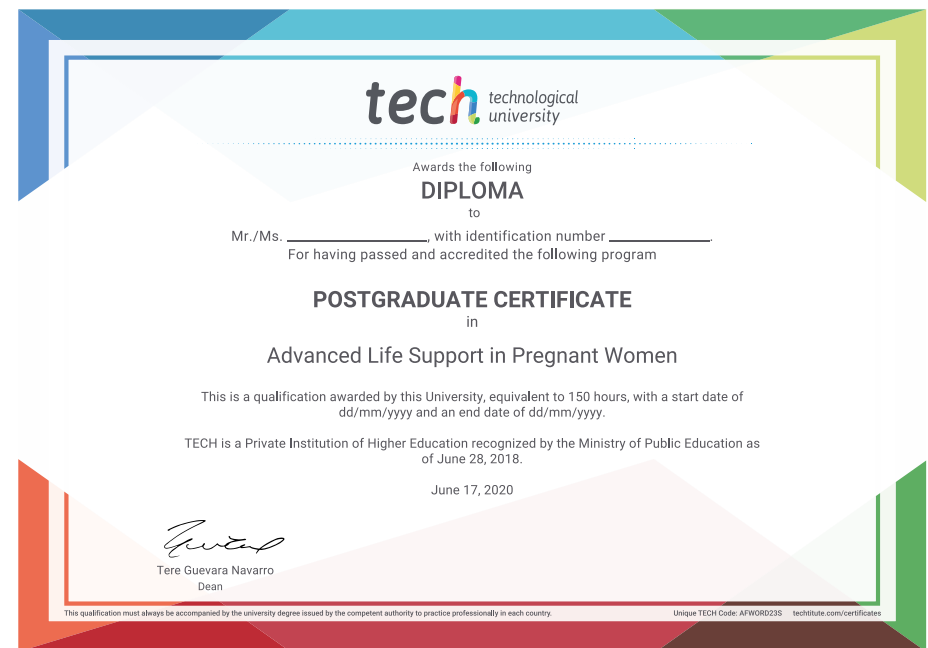 tech technological
university
Awards the following
DIPLOMA
to
Mr./Ms. ____________, with identification number ____________.
For having passed and accredited the following program
POSTGRADUATE CERTIFICATE
in
Advanced Life Support in Pregnant Women
This is a qualification awarded by this University, equivalent to 150 hours, with a start date of
dd/mm/yyyy and an end date of dd/mm/yyyy.
TECH is a Private Institution of Higher Education recognized by the Ministry of Public Education as
of June 28, 2018.
June 17, 2020
Tere Guevara Navarro
Dean
This qualification must always be accompanied by the university degree issued by the competent authority to practice professionally in each country.
Unique TECH Code: AFWORD23S techtitute.com/certificates